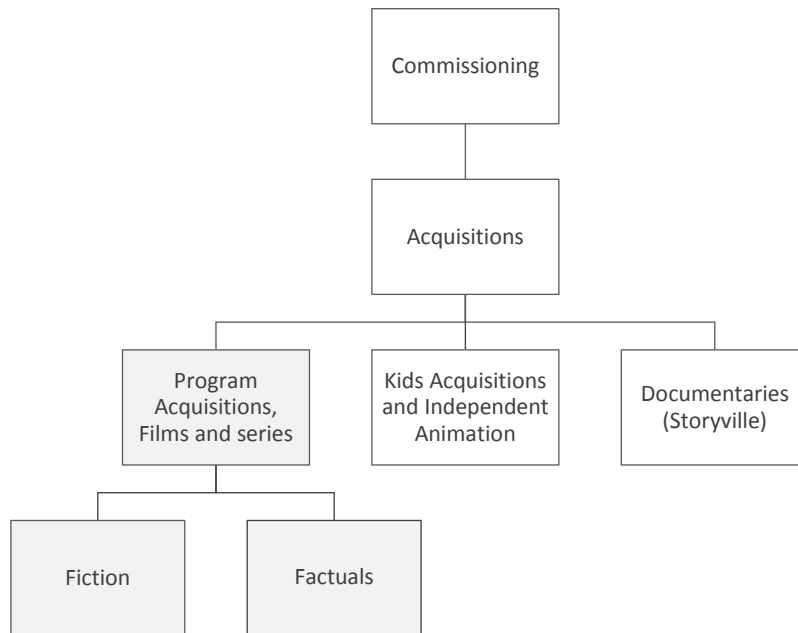 Commissioning
Acquisitions
Program
Acquisitions,
Films and series
Kids Acquisitions
and Independent
Animation
Documentaries
(Storyville)
Fiction
Factuals